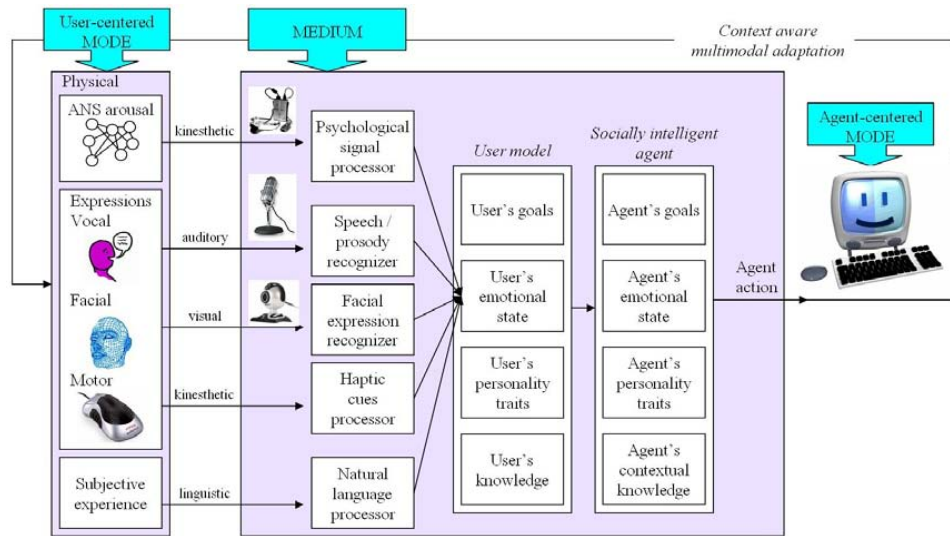 User-centered
MODE
MEDIUM
Context aware
multimodal adaptation
Physical
ANS arousal
kinesthetic
Psychological
signal
processor
Expressions
Vocal
auditory
Speech /
prosody
recognizer
Facial
visual
Facial
expression
recognizer
Motor
kinesthetic
Haptic
cues
processor
Subjective
experience
linguistic
Natural
language
processor
User model
User's
goals
User's
emotional
state
User's
personality
traits
User's
knowledge
Socially intelligent
agent
Agent's
goals
Agent's
emotional
state
Agent's
personality
traits
Agent's
contextual
knowledge
Agent
action
Agent-centered
MODE